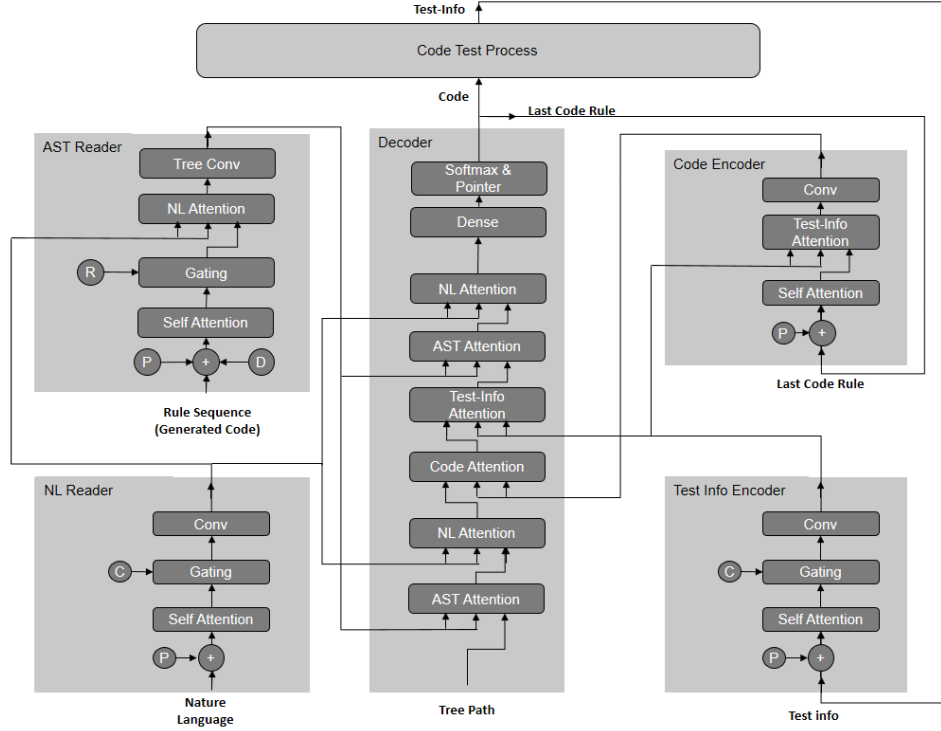 Test-Info
Code Test Process
Code
Last Code Rule
AST Reader
Tree Conv
NL Attention
R
Gating
Self Attention
P
+
D
Rule Sequence
(Generated Code)
NL Reader
Conv
C
Gating
Self Attention
P
+
Nature
Language
Decoder
Softmax &
Pointer
Dense
NL Attention
AST Attention
Test-Info
Attention
Code Attention
NL Attention
AST Attention
Tree Path
Code Encoder
Conv
Test-Info
Attention
Self Attention
P
+
Last Code Rule
Test Info Encoder
Conv
C
Gating
Self Attention
P
+
Test info